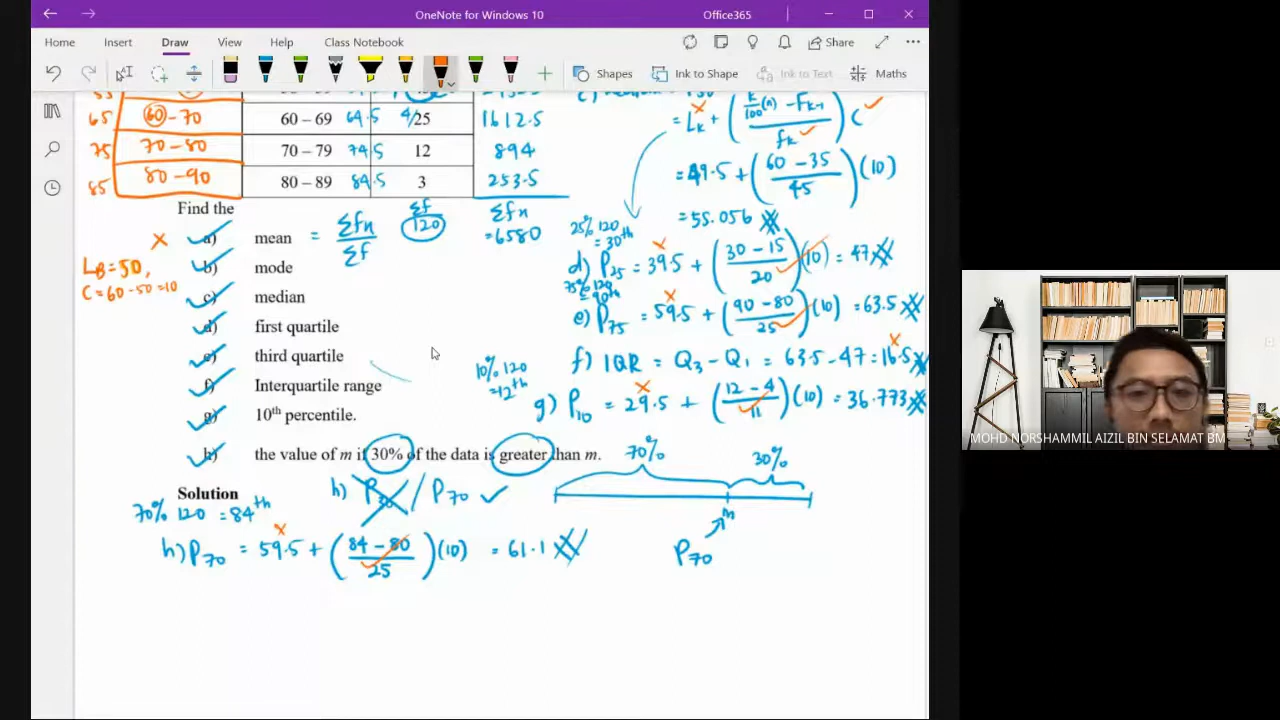 OneNote for Windows 10
Office365
Home Insert Draw View Help Class Notebook
Share
Shapes
Ink to Shape
Ink to Text
Maths
65 60-70 60 – 69 64.5 25 1612.5
75 70-80 70 – 79 74.5 12 894
85 80-90 80 – 89 84.5 3 253.5
Σf
120
Σfx
=6580
Find the
a) mean = Σfx / Σf
b) mode
c) median
d) first quartile
e) third quartile
f) Interquartile range
g) 10th percentile.
h) the value of m if 30% of the data is greater than m.
LB = 50,
C = 60 - 50 = 10
= Lk + (k/100 (n) - Fk-1 / fk) C
= 49.5 + (60 - 35 / 45) (10)
= 55.056
25% 120
= 30th
d) P25 = 39.5 + (30 - 15 / 20) (10) = 47
75% 120
= 90th
e) P75 = 59.5 + (90 - 80 / 25) (10) = 63.5
f) IQR = Q3 - Q1 = 63.5 - 47 = 16.5
10% 120
= 12th
g) P10 = 29.5 + (12 - 4 / 11) (10) = 36.773
70% 30%
m
P70
Solution
h) P30 / P70 ✓
70% 120 = 84th
h) P70 = 59.5 + (84 - 80 / 25) (10) = 61.1
MOHD NORSHAMMIL AIZIL BIN SELAMAT BM